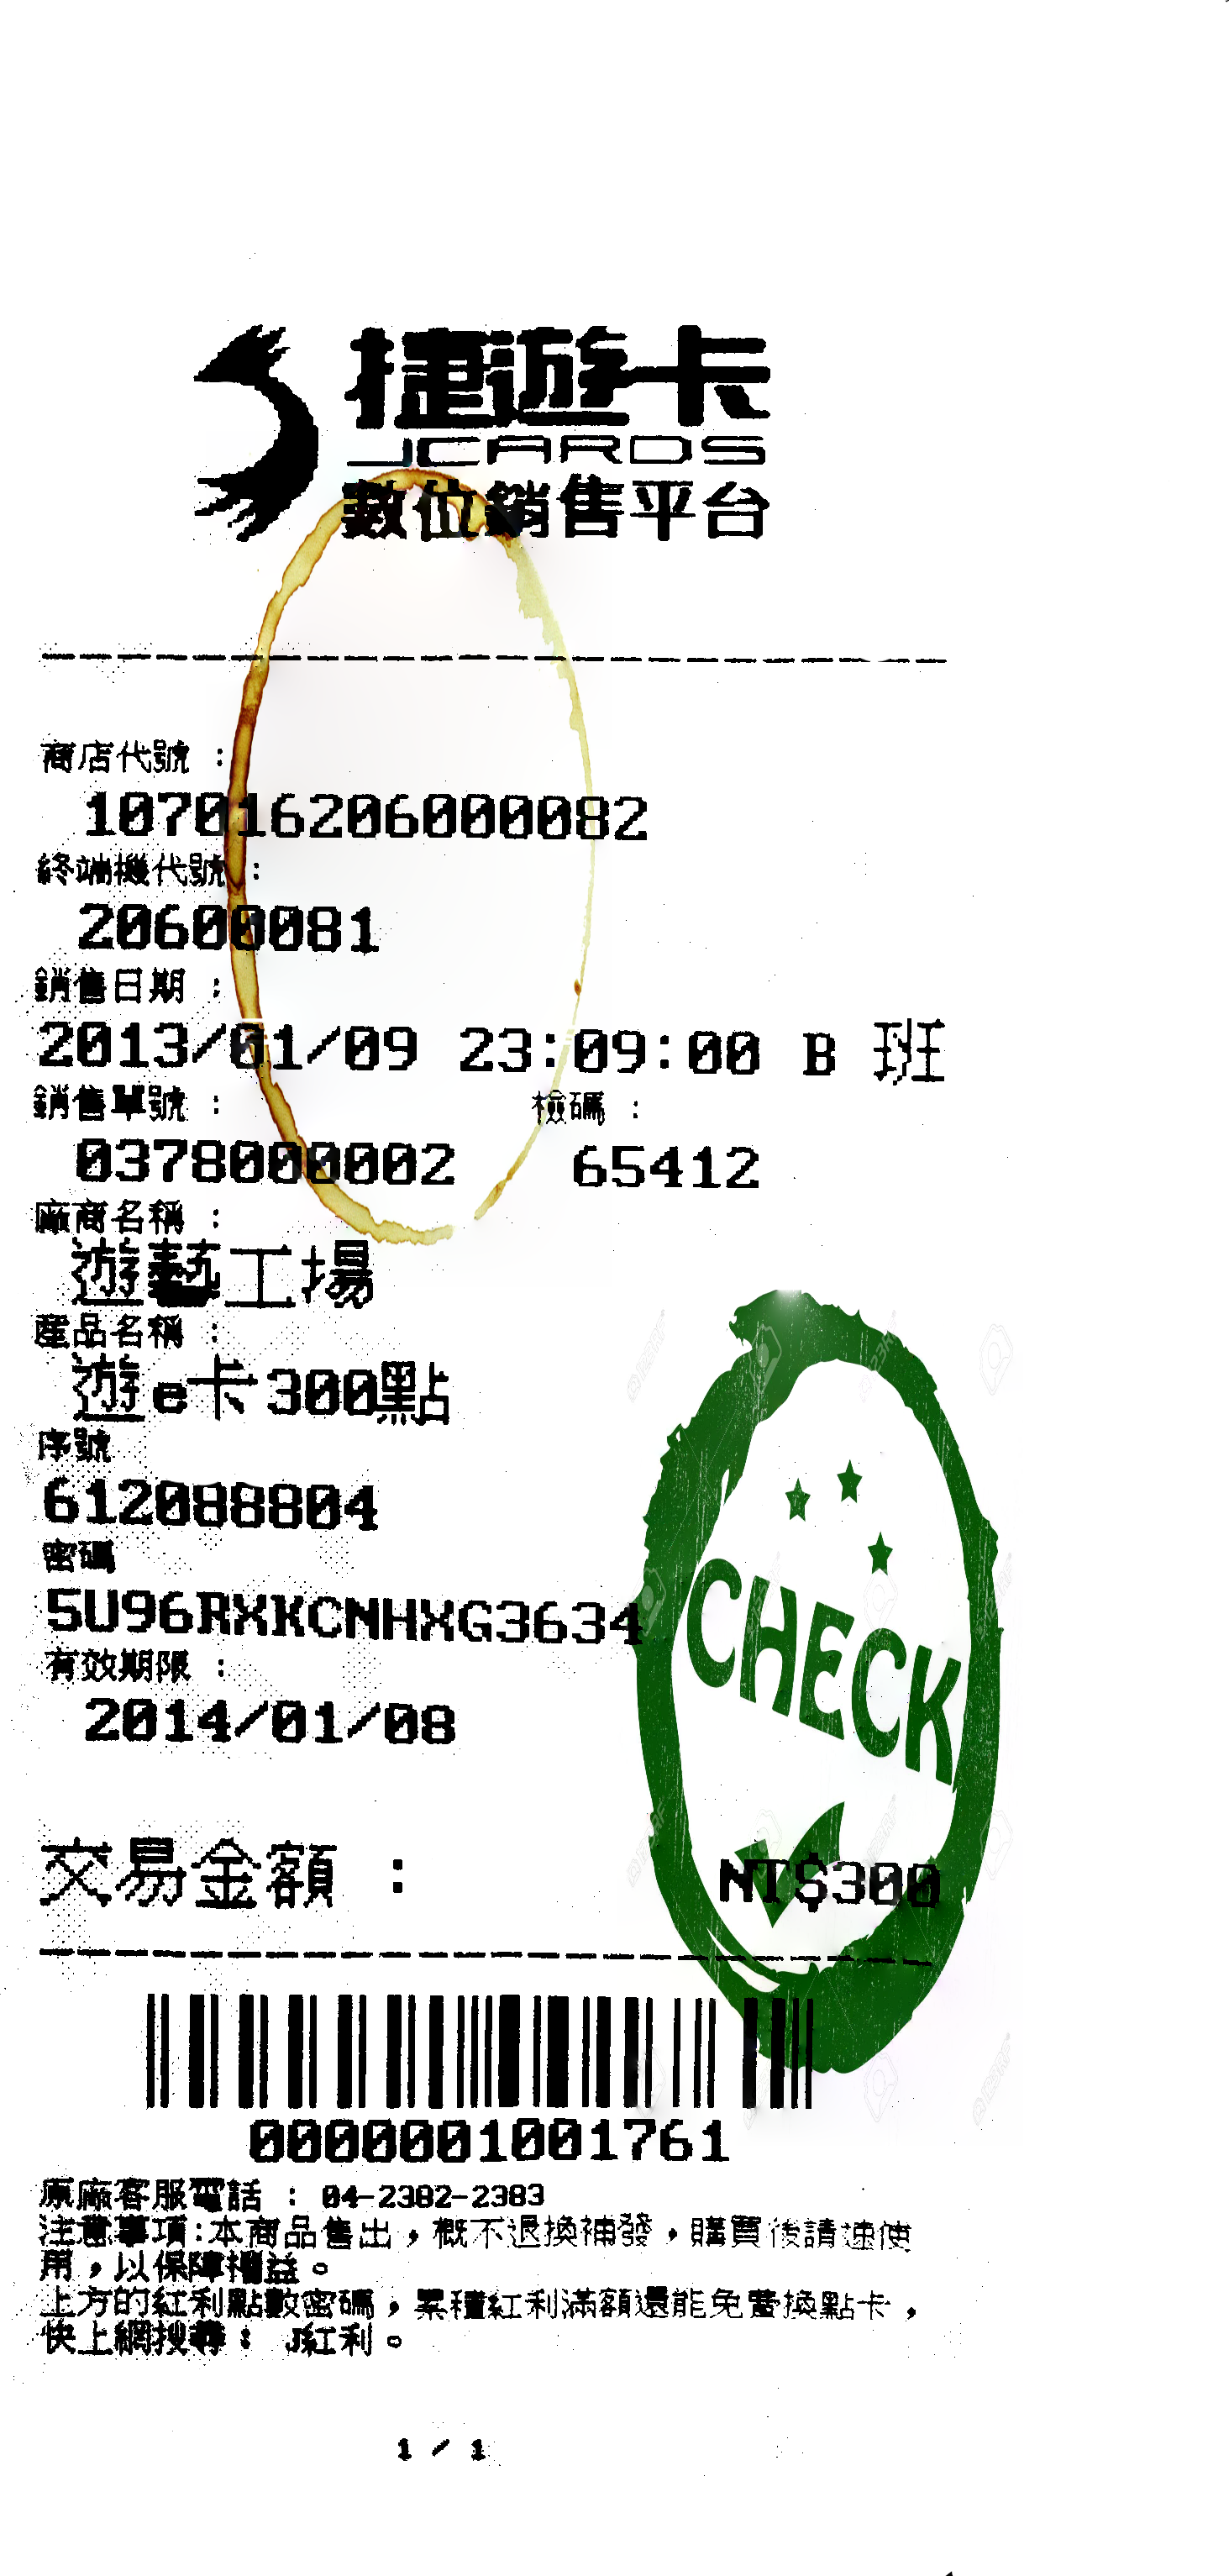 捷遊卡
JCARDS
數位銷售平台
商店代號 :
107016206000082
終端機代號 :
20600081
銷售日期 :
2013/01/09 23:09:00 B 班
銷售單號 : 檢碼 :
0378000002 65412
廠商名稱 :
遊藝工場
產品名稱 :
遊e卡300點
序號
612088804
密碼
5U96RXKCNHXG3634
有效期限 :
2014/01/08
CHECK
交易金額 : NT$300
0000001001761
原廠客服電話 : 04-2382-2383
注意事項:本商品售出，概不退換補發，購買後請速使
用，以保障權益。
上方的紅利點數密碼，累積紅利滿額還能免費換點卡，
快上網搜尋： J紅利。
1 / 1